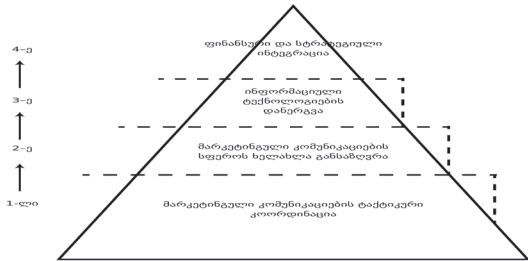 4-ე
ფინანსური და სტრატეგიული
ინტეგრაცია
3-ე
ინფორმაციული
ტექნოლოგიების
დანერგვა
2-ე
მარკეტინგული კომუნიკაციების
სფეროს ხელახლა განსაზღვრა
1-ლი
მარკეტინგული კომუნიკაციების ტაქტიკური
კოორდინაცია